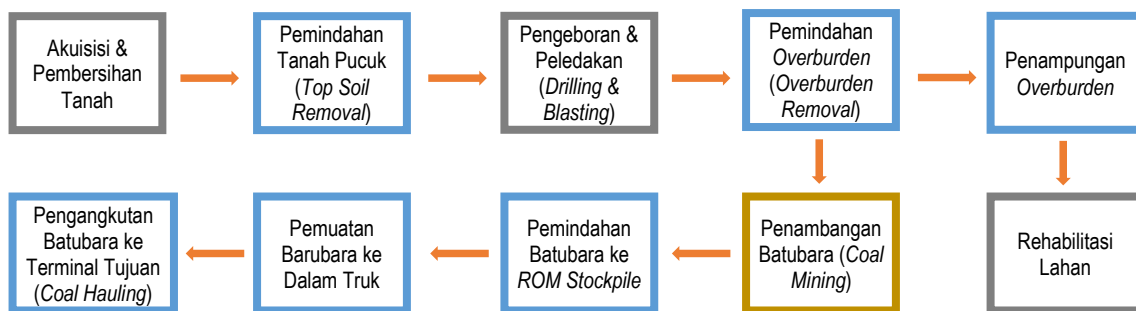 Akuisisi &
Pembersihan
Tanah
Pemindahan
Tanah Pucuk
(Top Soil
Removal)
Pengeboran &
Peledakan
(Drilling &
Blasting)
Pemindahan
Overburden
(Overburden
Removal)
Penampungan
Overburden
Pengangkutan
Batubara ke
Terminal Tujuan
(Coal Hauling)
Pemuatan
Barubara ke
Dalam Truk
Pemindahan
Batubara ke
ROM Stockpile
Penambangan
Batubara (Coal
Mining)
Rehabilitasi
Lahan